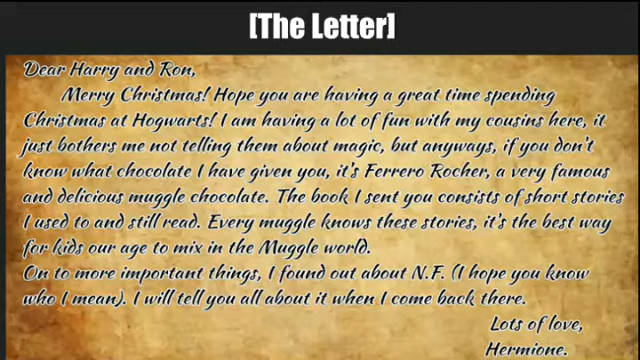 [The Letter]
Dear Harry and Ron,
Merry Christmas! Hope you are having a great time spending
Christmas at Hogwarts! I am having a lot of fun with my cousins here, it
just bothers me not telling them about magic, but anyways, if you don't
know what chocolate I have given you, it's Ferrero Rocher, a very famous
and delicious muggle chocolate. The book I sent you consists of short stories
I used to and still read. Every muggle knows these stories, it's the best way
for kids our age to mix in the Muggle world.
On to more important things, I found out about N.F. (I hope you know
who I mean). I will tell you all about it when I come back there.
Lots of love,
Hermione.